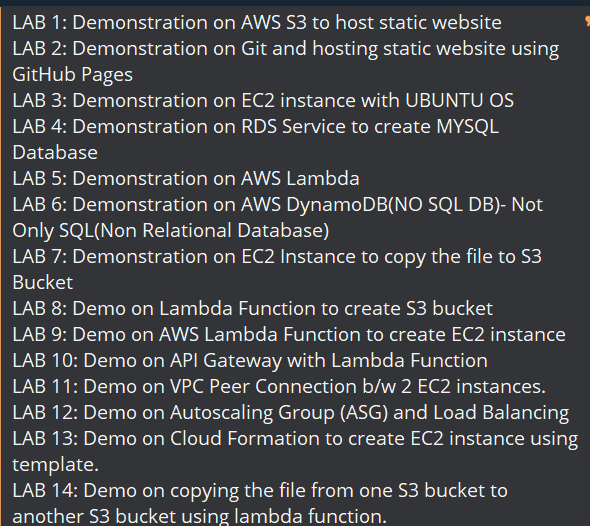 LAB 1: Demonstration on AWS S3 to host static website
LAB 2: Demonstration on Git and hosting static website using
GitHub Pages
LAB 3: Demonstration on EC2 instance with UBUNTU OS
LAB 4: Demonstration on RDS Service to create MYSQL
Database
LAB 5: Demonstration on AWS Lambda
LAB 6: Demonstration on AWS DynamoDB(NO SQL DB)- Not
Only SQL(Non Relational Database)
LAB 7: Demonstration on EC2 Instance to copy the file to S3
Bucket
LAB 8: Demo on Lambda Function to create S3 bucket
LAB 9: Demo on AWS Lambda Function to create EC2 instance
LAB 10: Demo on API Gateway with Lambda Function
LAB 11: Demo on VPC Peer Connection b/w 2 EC2 instances.
LAB 12: Demo on Autoscaling Group (ASG) and Load Balancing
LAB 13: Demo on Cloud Formation to create EC2 instance using
template.
LAB 14: Demo on copying the file from one S3 bucket to
another S3 bucket using lambda function.